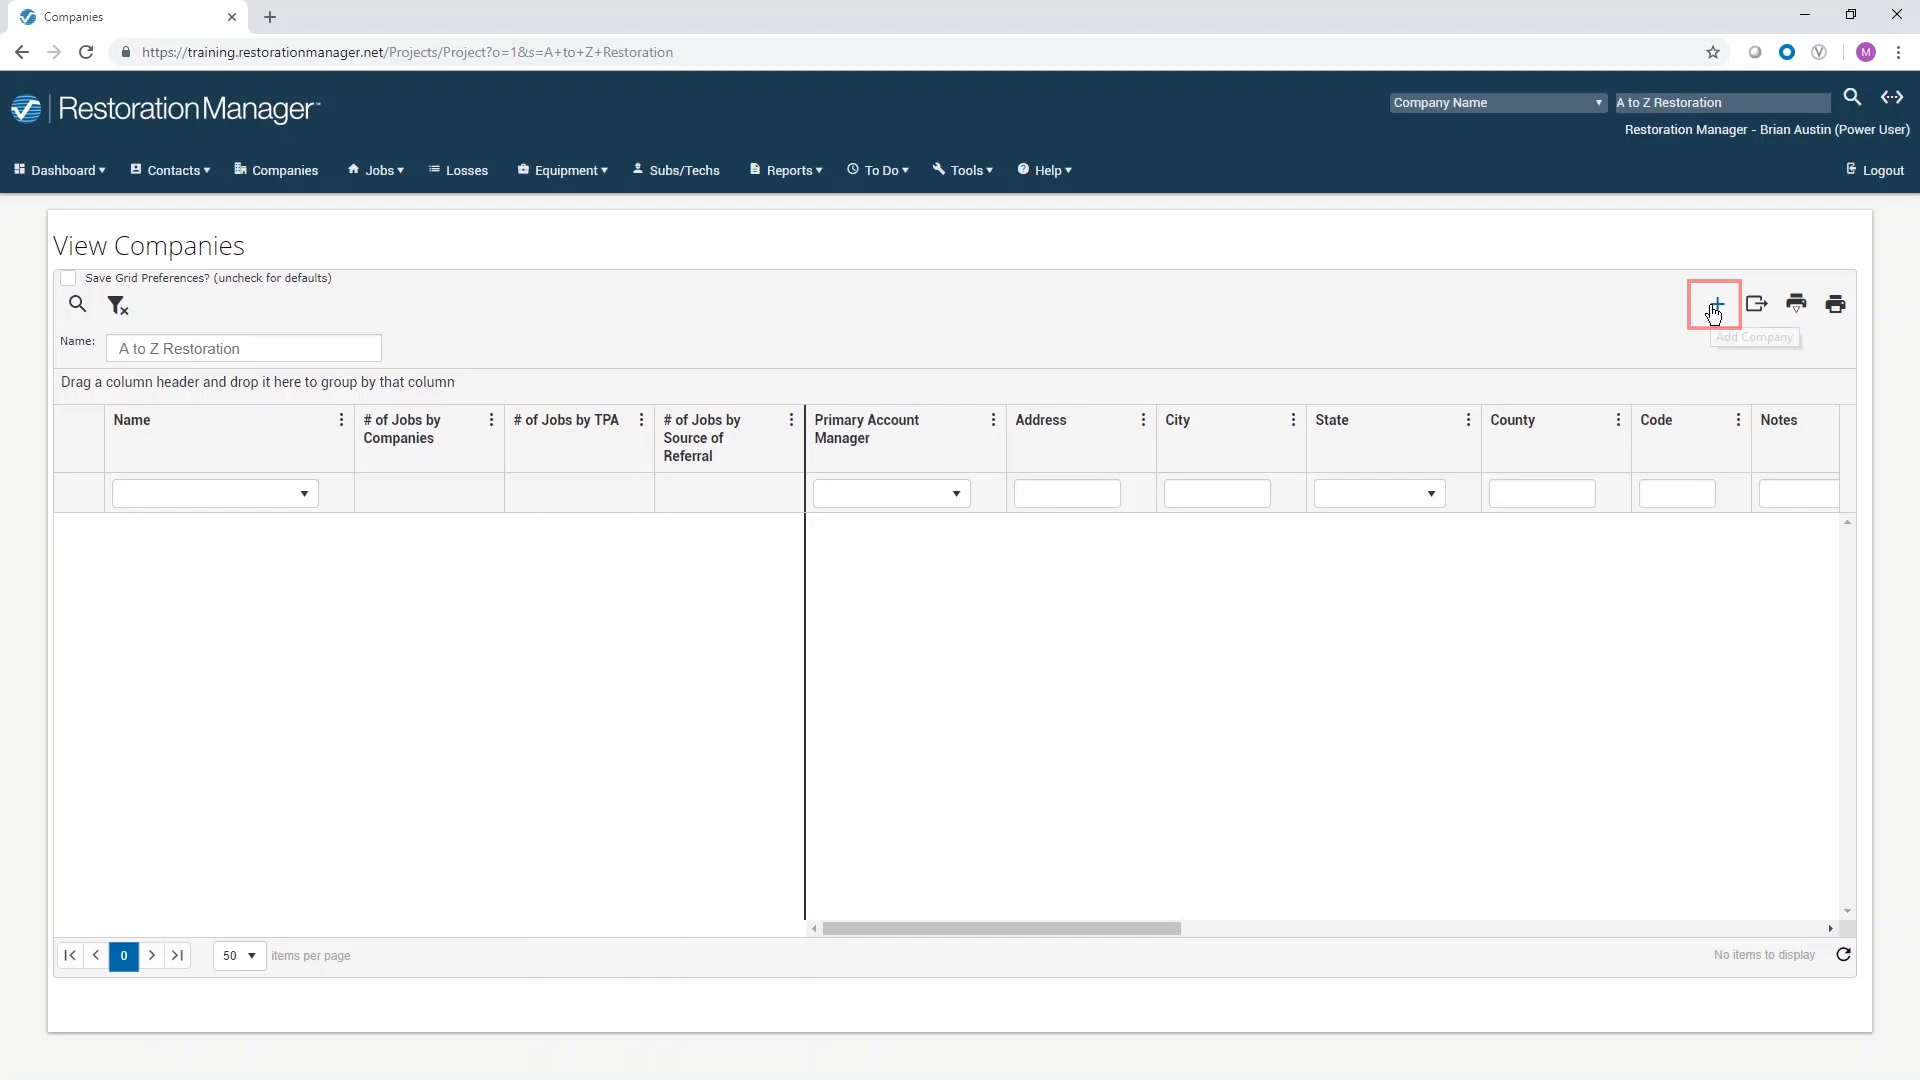 Companies
https://training.restorationmanager.net/Projects/Project?o=1&s=A+to+Z+Restoration
M
RestorationManager™
Company Name
A to Z Restoration
Restoration Manager - Brian Austin (Power User)
Dashboard Contacts Companies Jobs Losses Equipment Subs/Techs Reports To Do Tools Help Logout
View Companies
Save Grid Preferences? (uncheck for defaults)
Name: A to Z Restoration
Add Company
Drag a column header and drop it here to group by that column
Name
# of Jobs by
Companies
# of Jobs by TPA
# of Jobs by
Source of
Referral
Primary Account
Manager
Address
City
State
County
Code
Notes
0
50 items per page
No items to display